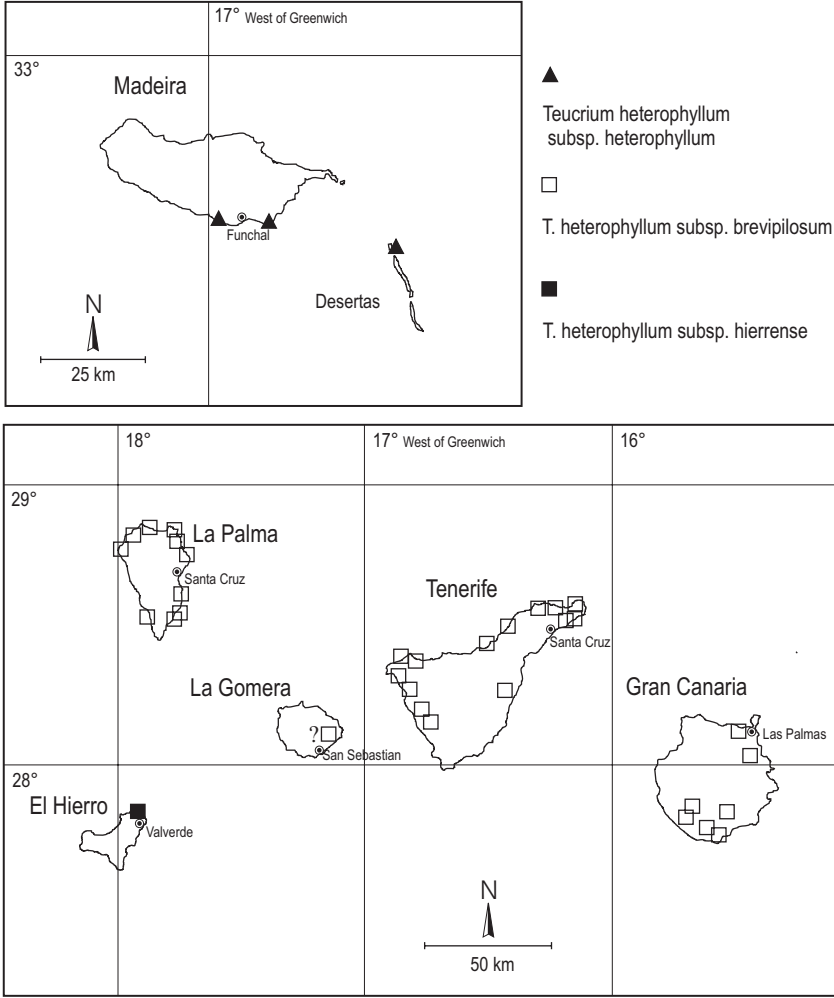 17° West of Greenwich
33°
Madeira
Funchal
Desertas
N
25 km
Teucrium heterophyllum
subsp. heterophyllum
T. heterophyllum subsp. brevipilosum
T. heterophyllum subsp. hierrense
18°
17° West of Greenwich
16°
29°
La Palma
Santa Cruz
Tenerife
Santa Cruz
La Gomera
?
San Sebastian
Gran Canaria
Las Palmas
28°
El Hierro
Valverde
N
50 km